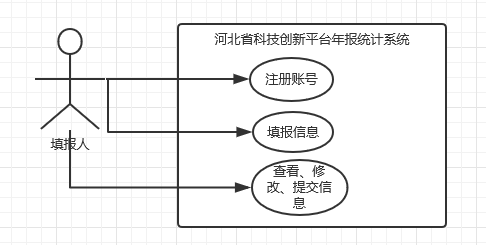 河北省科技创新平台年报统计系统
注册账号
填报信息
填报人
查看、修
改、提交信
息